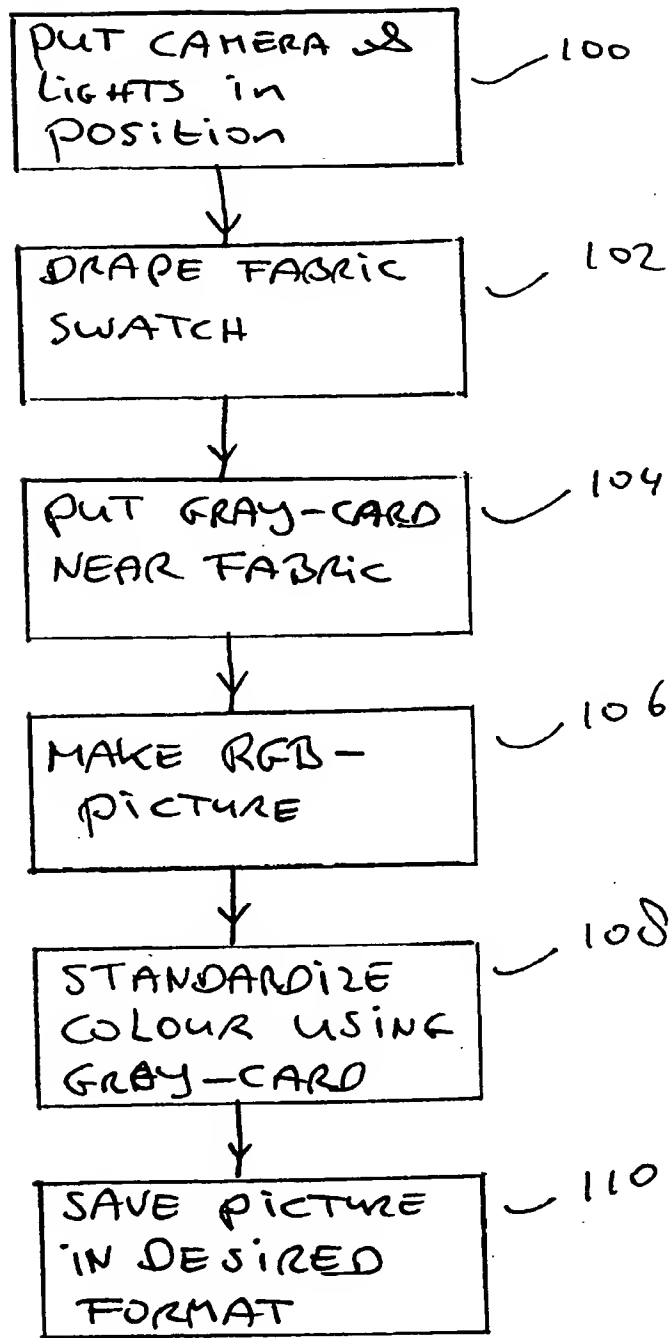 PUT CAMERA &
LIGHTS in
position
100
DRAPE FABRIC
SWATCH
102
PUT GRAY-CARD
NEAR FABRIC
104
MAKE RGB-
PICTURE
106
STANDARDIZE
COLOUR USING
GRAY-CARD
108
SAVE PICTURE
IN DESIRED
FORMAT
110